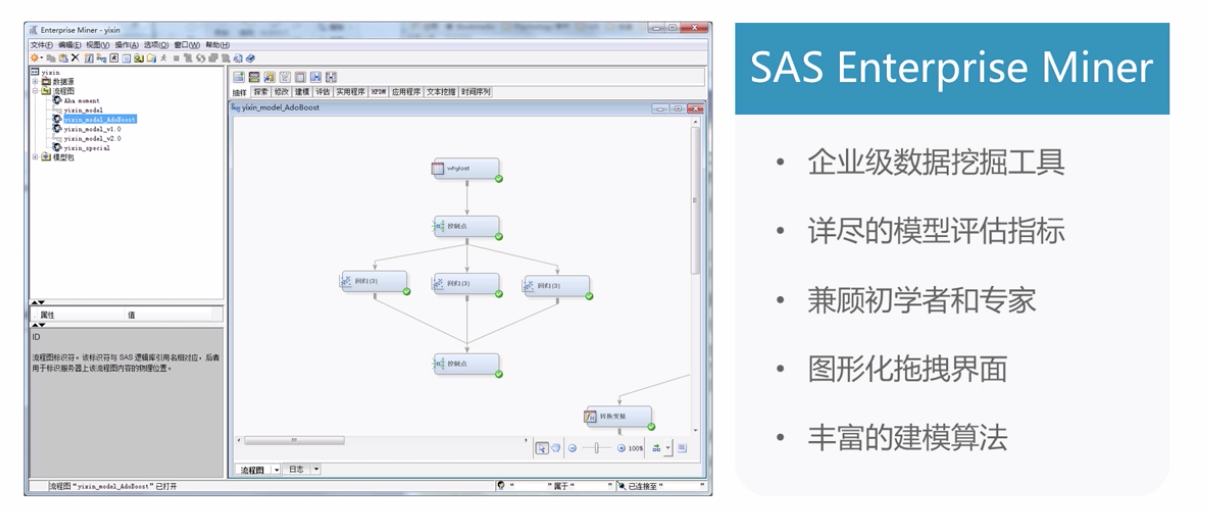 Enterprise Miner - yixin
文件(F) 编辑(E) 视图(V) 操作(A) 选项(O) 窗口(W) 帮助(H)
yixin
数据源
流程图
Aha moment
yixin_model
yixin_model_AdoBoost
yixin_model_v1.0
yixin_model_v2.0
yixin_special
模型包
属性 值
ID
流程图标识符。该标识符与 SAS 逻辑库引用名相对应，后者
用于标识服务器上该流程图内容的物理位置。
抽样 探索 修改 建模 评估 实用程序 HPDM 应用程序 文本挖掘 时间序列
yixin_model_AdoBoost
whylost
控制点
回归(3) 回归(3) 回归(3)
控制点
转换变量
100%
流程图 日志
流程图“yixin_model_AdoBoost”已打开
“ ”属于“ ” 已连接至“ ”
SAS Enterprise Miner
• 企业级数据挖掘工具
• 详尽的模型评估指标
• 兼顾初学者和专家
• 图形化拖拽界面
• 丰富的建模算法